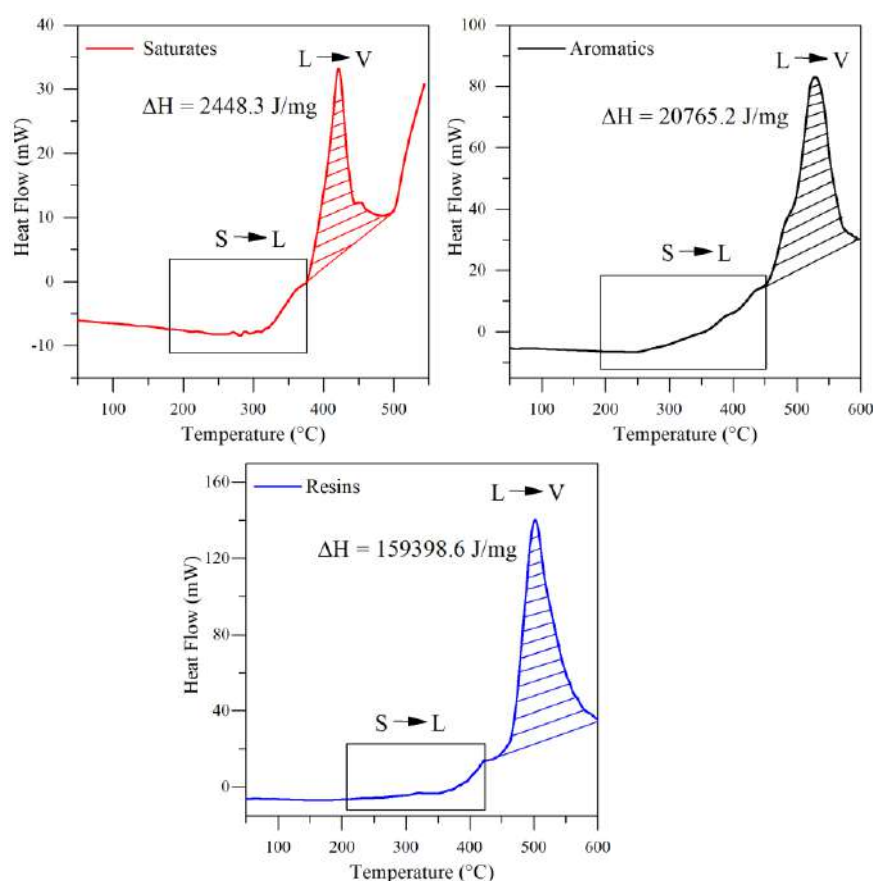 Saturates
L → V
ΔH = 2448.3 J/mg
S → L
Heat Flow (mW)
40
30
20
10
0
-10
100
200
300
400
500
Temperature (°C)
Aromatics
L → V
ΔH = 20765.2 J/mg
S → L
Heat Flow (mW)
100
80
60
40
20
0
100
200
300
400
500
600
Temperature (°C)
Resins
L → V
ΔH = 159398.6 J/mg
S → L
Heat Flow (mW)
160
120
80
40
0
100
200
300
400
500
600
Temperature (°C)